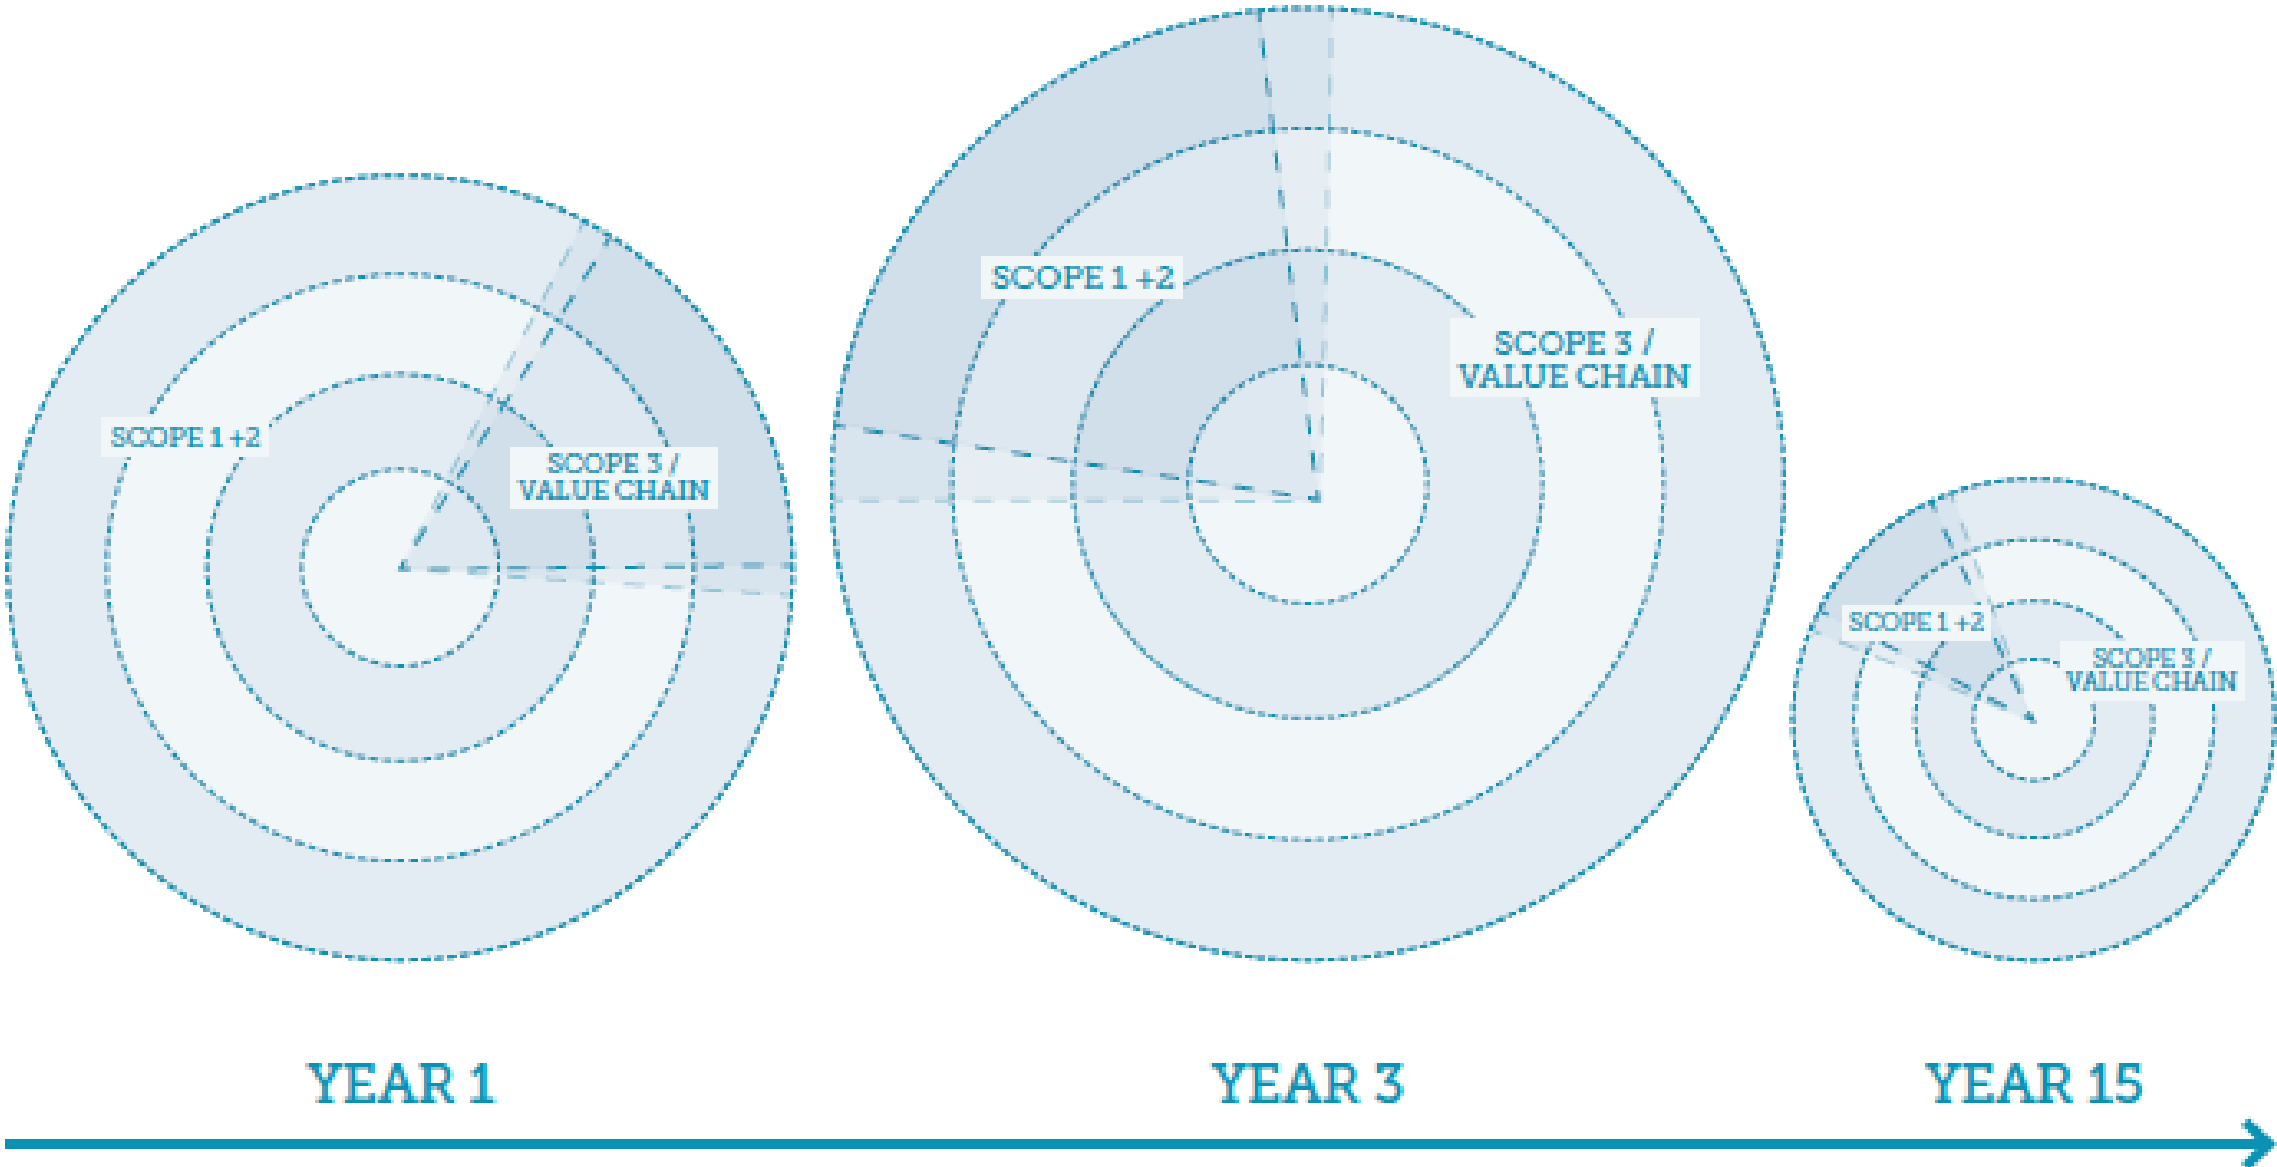 SCOPE 1 +2
SCOPE 3 /
VALUE CHAIN
SCOPE 1 +2
SCOPE 3 /
VALUE CHAIN
SCOPE 1 +2
SCOPE 3 /
VALUE CHAIN
YEAR 1
YEAR 3
YEAR 15